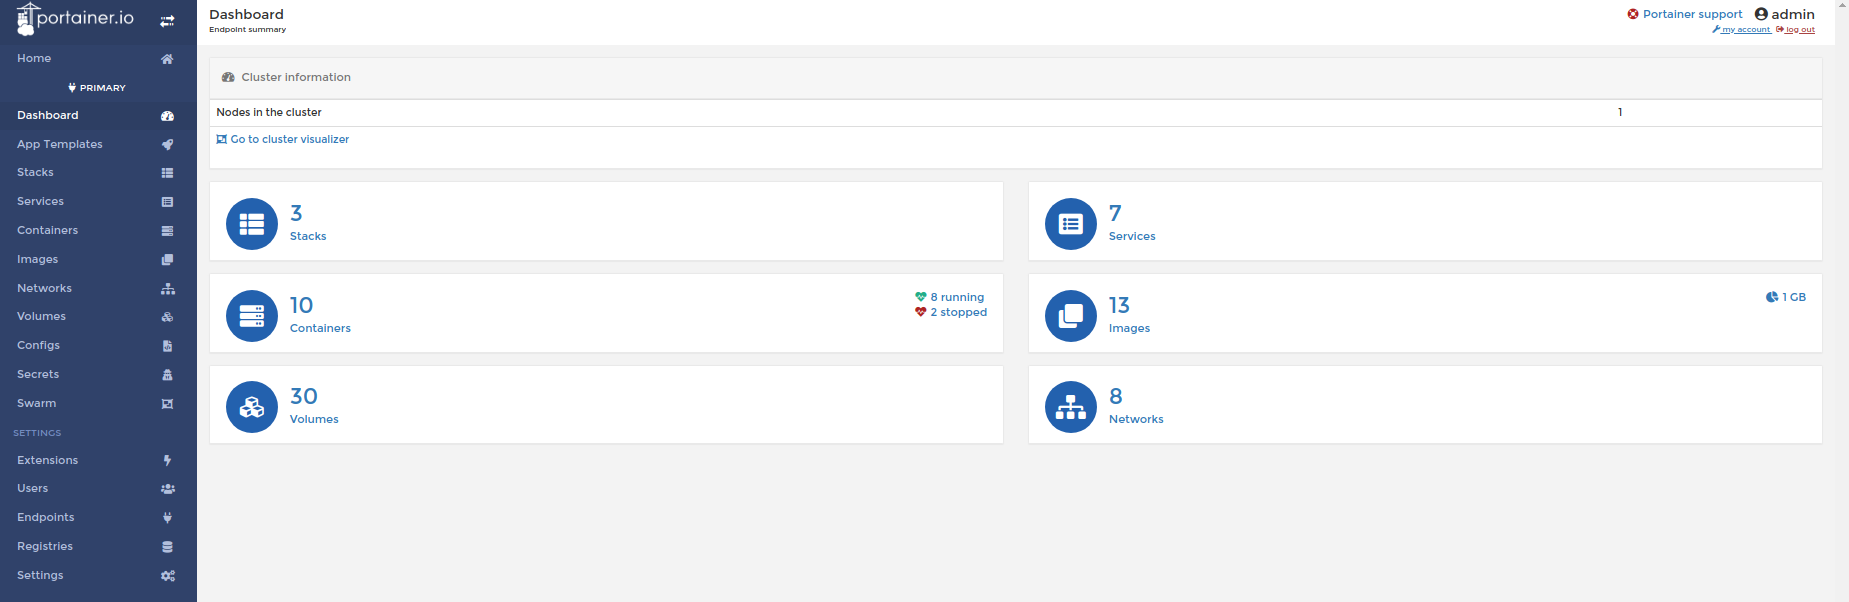 portainer.io
Home
PRIMARY
Dashboard
App Templates
Stacks
Services
Containers
Images
Networks
Volumes
Configs
Secrets
Swarm
SETTINGS
Extensions
Users
Endpoints
Registries
Settings
Dashboard
Endpoint summary
Portainer support admin
my account log out
Cluster information
Nodes in the cluster 1
Go to cluster visualizer
3
Stacks
7
Services
10
Containers
8 running
2 stopped
13
Images
1 GB
30
Volumes
8
Networks